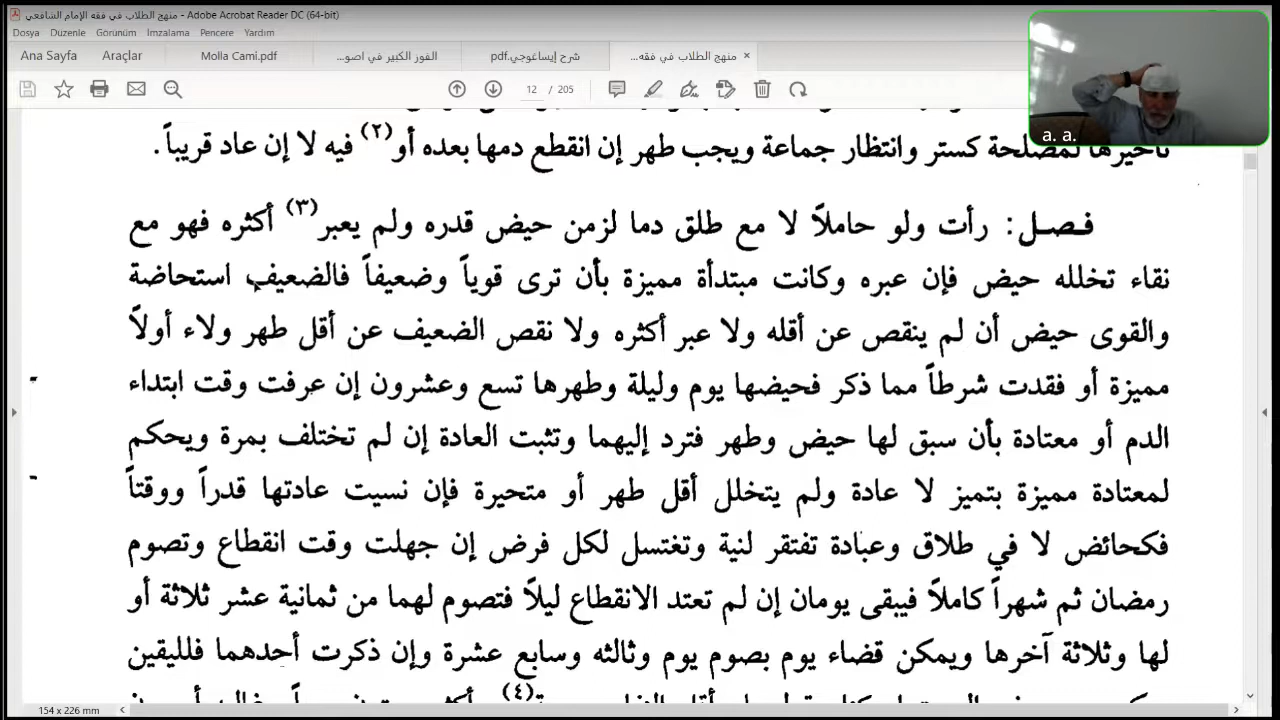 منهج الطلاب في فقه الإمام الشافعي - Adobe Acrobat Reader DC (64-bit)
Dosya Düzenle Görünüm İmzalama Pencere Yardım
Ana Sayfa Araçlar Molla Cami.pdf الفوز الكبير في اصو... شرح إيساغوجي.pdf منهج الطلاب في فقه... ×
12 / 205
a. a.
تأخيرها لمصلحة كستر وانتظار جماعة ويجب طهر إن انقطع دمها بعده أو(٢) فيه لا إن عاد قريباً.
فـصـل: رأت ولو حاملاً لا مع طلق دما لزمن حيض قدره ولم يعبر(٣) أكثره فهو مع
نقاء تخلله حيض فإن عبره وكانت مبتدأة مميزة بأن ترى قوياً وضعيفاً فالضعيف استحاضة
والقوى حيض أن لم ينقص عن أقله ولا عبر أكثره ولا نقص الضعيف عن أقل طهر ولاء أولاً
مميزة أو فقدت شرطاً مما ذكر فحيضها يوم وليلة وطهرها تسع وعشرون إن عرفت وقت ابتداء
الدم أو معتادة بأن سبق لها حيض وطهر فترد إليهما وتثبت العادة إن لم تختلف بمرة ويحكم
لمعتادة مميزة بتميز لا عادة ولم يتخلل أقل طهر أو متحيرة فإن نسيت عادتها قدراً ووقتاً
فكحائض لا في طلاق وعبادة تفتقر لنية وتغتسل لكل فرض إن جهلت وقت انقطاع وتصوم
رمضان ثم شهراً كاملاً فيبقى يومان إن لم تعتد الانقطاع ليلاً فتصوم لهما من ثمانية عشر ثلاثة أو
لها وثلاثة آخرها ويمكن قضاء يوم بصوم يوم وثالثه وسابع عشرة وإن ذكرت أحدهما فلليقين
(٤)
154 x 226 mm